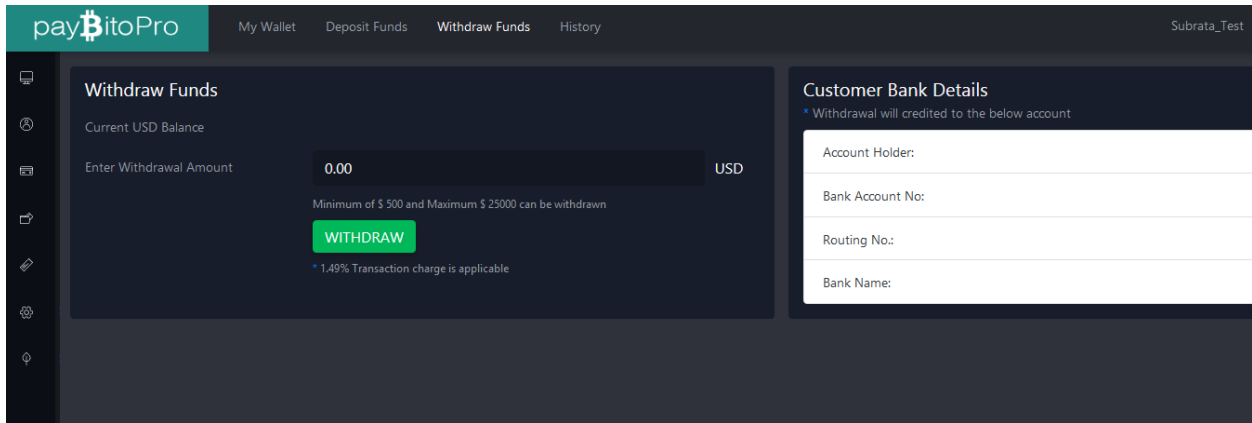 pay₿itoPro
My Wallet Deposit Funds Withdraw Funds History Subrata_Test
Withdraw Funds
Current USD Balance
Enter Withdrawal Amount 0.00 USD
Minimum of $ 500 and Maximum $ 25000 can be withdrawn
WITHDRAW
* 1.49% Transaction charge is applicable
Customer Bank Details
* Withdrawal will credited to the below account
Account Holder:
Bank Account No:
Routing No.:
Bank Name: